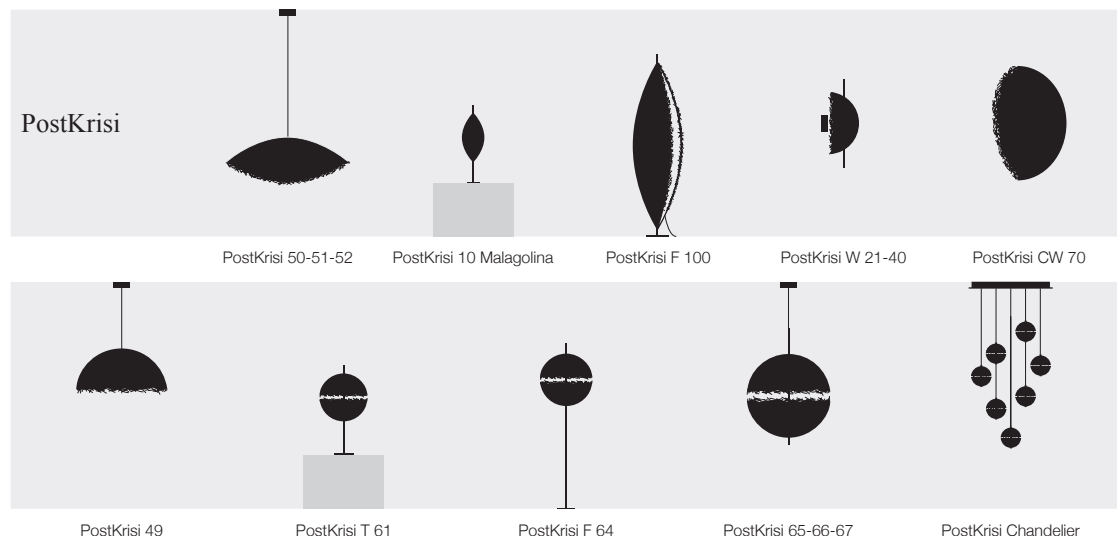 PostKrisi
PostKrisi 50-51-52
PostKrisi 10 Malagolina
PostKrisi F 100
PostKrisi W 21-40
PostKrisi CW 70
PostKrisi 49
PostKrisi T 61
PostKrisi F 64
PostKrisi 65-66-67
PostKrisi Chandelier